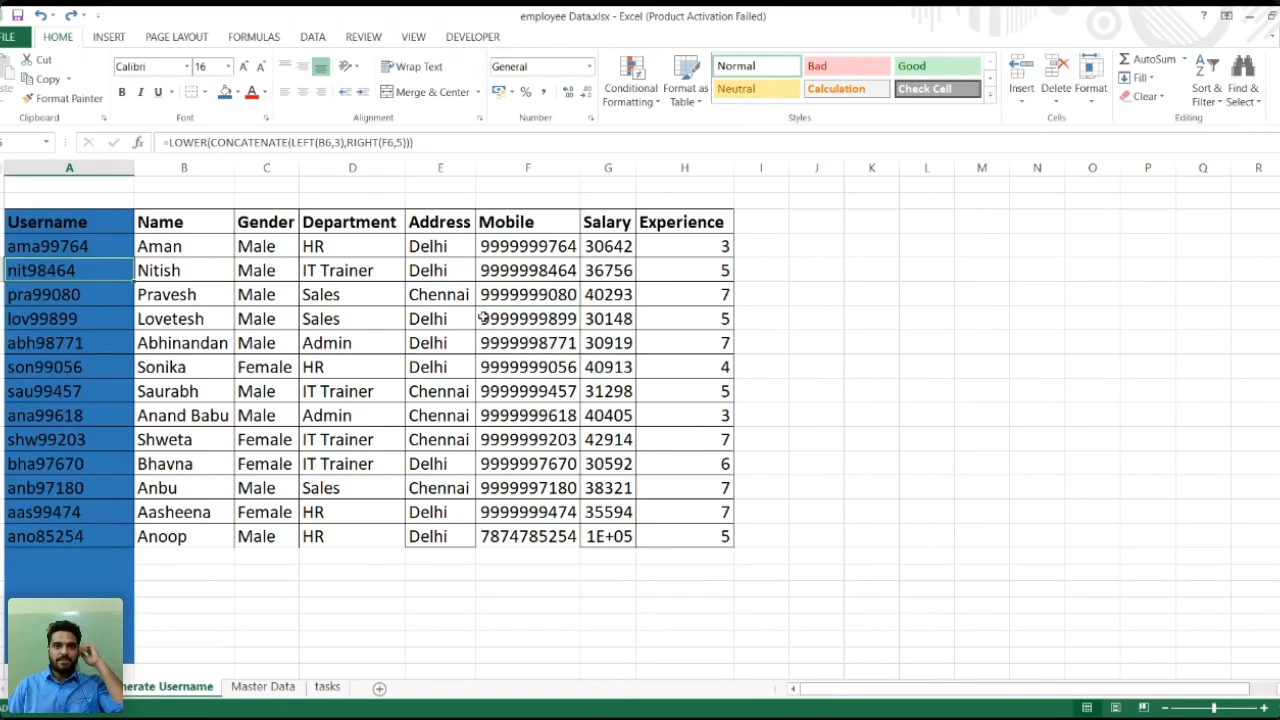 employee Data.xlsx - Excel (Product Activation Failed)
?
FILE HOME INSERT PAGE LAYOUT FORMULAS DATA REVIEW VIEW DEVELOPER
Cut
Copy
Format Painter
Clipboard
Calibri 16
B I U
Font
Wrap Text
Merge & Center
Alignment
General
%
Number
Conditional Formatting
Format as Table
Normal Bad Good
Neutral Calculation Check Cell
Styles
Insert Delete Format
Cells
AutoSum
Fill
Clear
Sort & Filter
Find & Select
Editing
fx =LOWER(CONCATENATE(LEFT(B6,3),RIGHT(F6,5)))
A B C D E F G H I J K L M N O P Q R
Username Name Gender Department Address Mobile Salary Experience
ama99764 Aman Male HR Delhi 9999999764 30642 3
nit98464 Nitish Male IT Trainer Delhi 9999998464 36756 5
pra99080 Pravesh Male Sales Chennai 9999999080 40293 7
lov99899 Lovetesh Male Sales Delhi 9999999899 30148 5
abh98771 Abhinandan Male Admin Delhi 9999998771 30919 7
son99056 Sonika Female HR Delhi 9999999056 40913 4
sau99457 Saurabh Male IT Trainer Chennai 9999999457 31298 5
ana99618 Anand Babu Male Admin Chennai 9999999618 40405 3
shw99203 Shweta Female IT Trainer Chennai 9999999203 42914 7
bha97670 Bhavna Female IT Trainer Delhi 9999997670 30592 6
anb97180 Anbu Male Sales Chennai 9999997180 38321 7
aas99474 Aasheena Female HR Delhi 9999999474 35594 7
ano85254 Anoop Male HR Delhi 7874785254 1E+05 5
nerate Username Master Data tasks